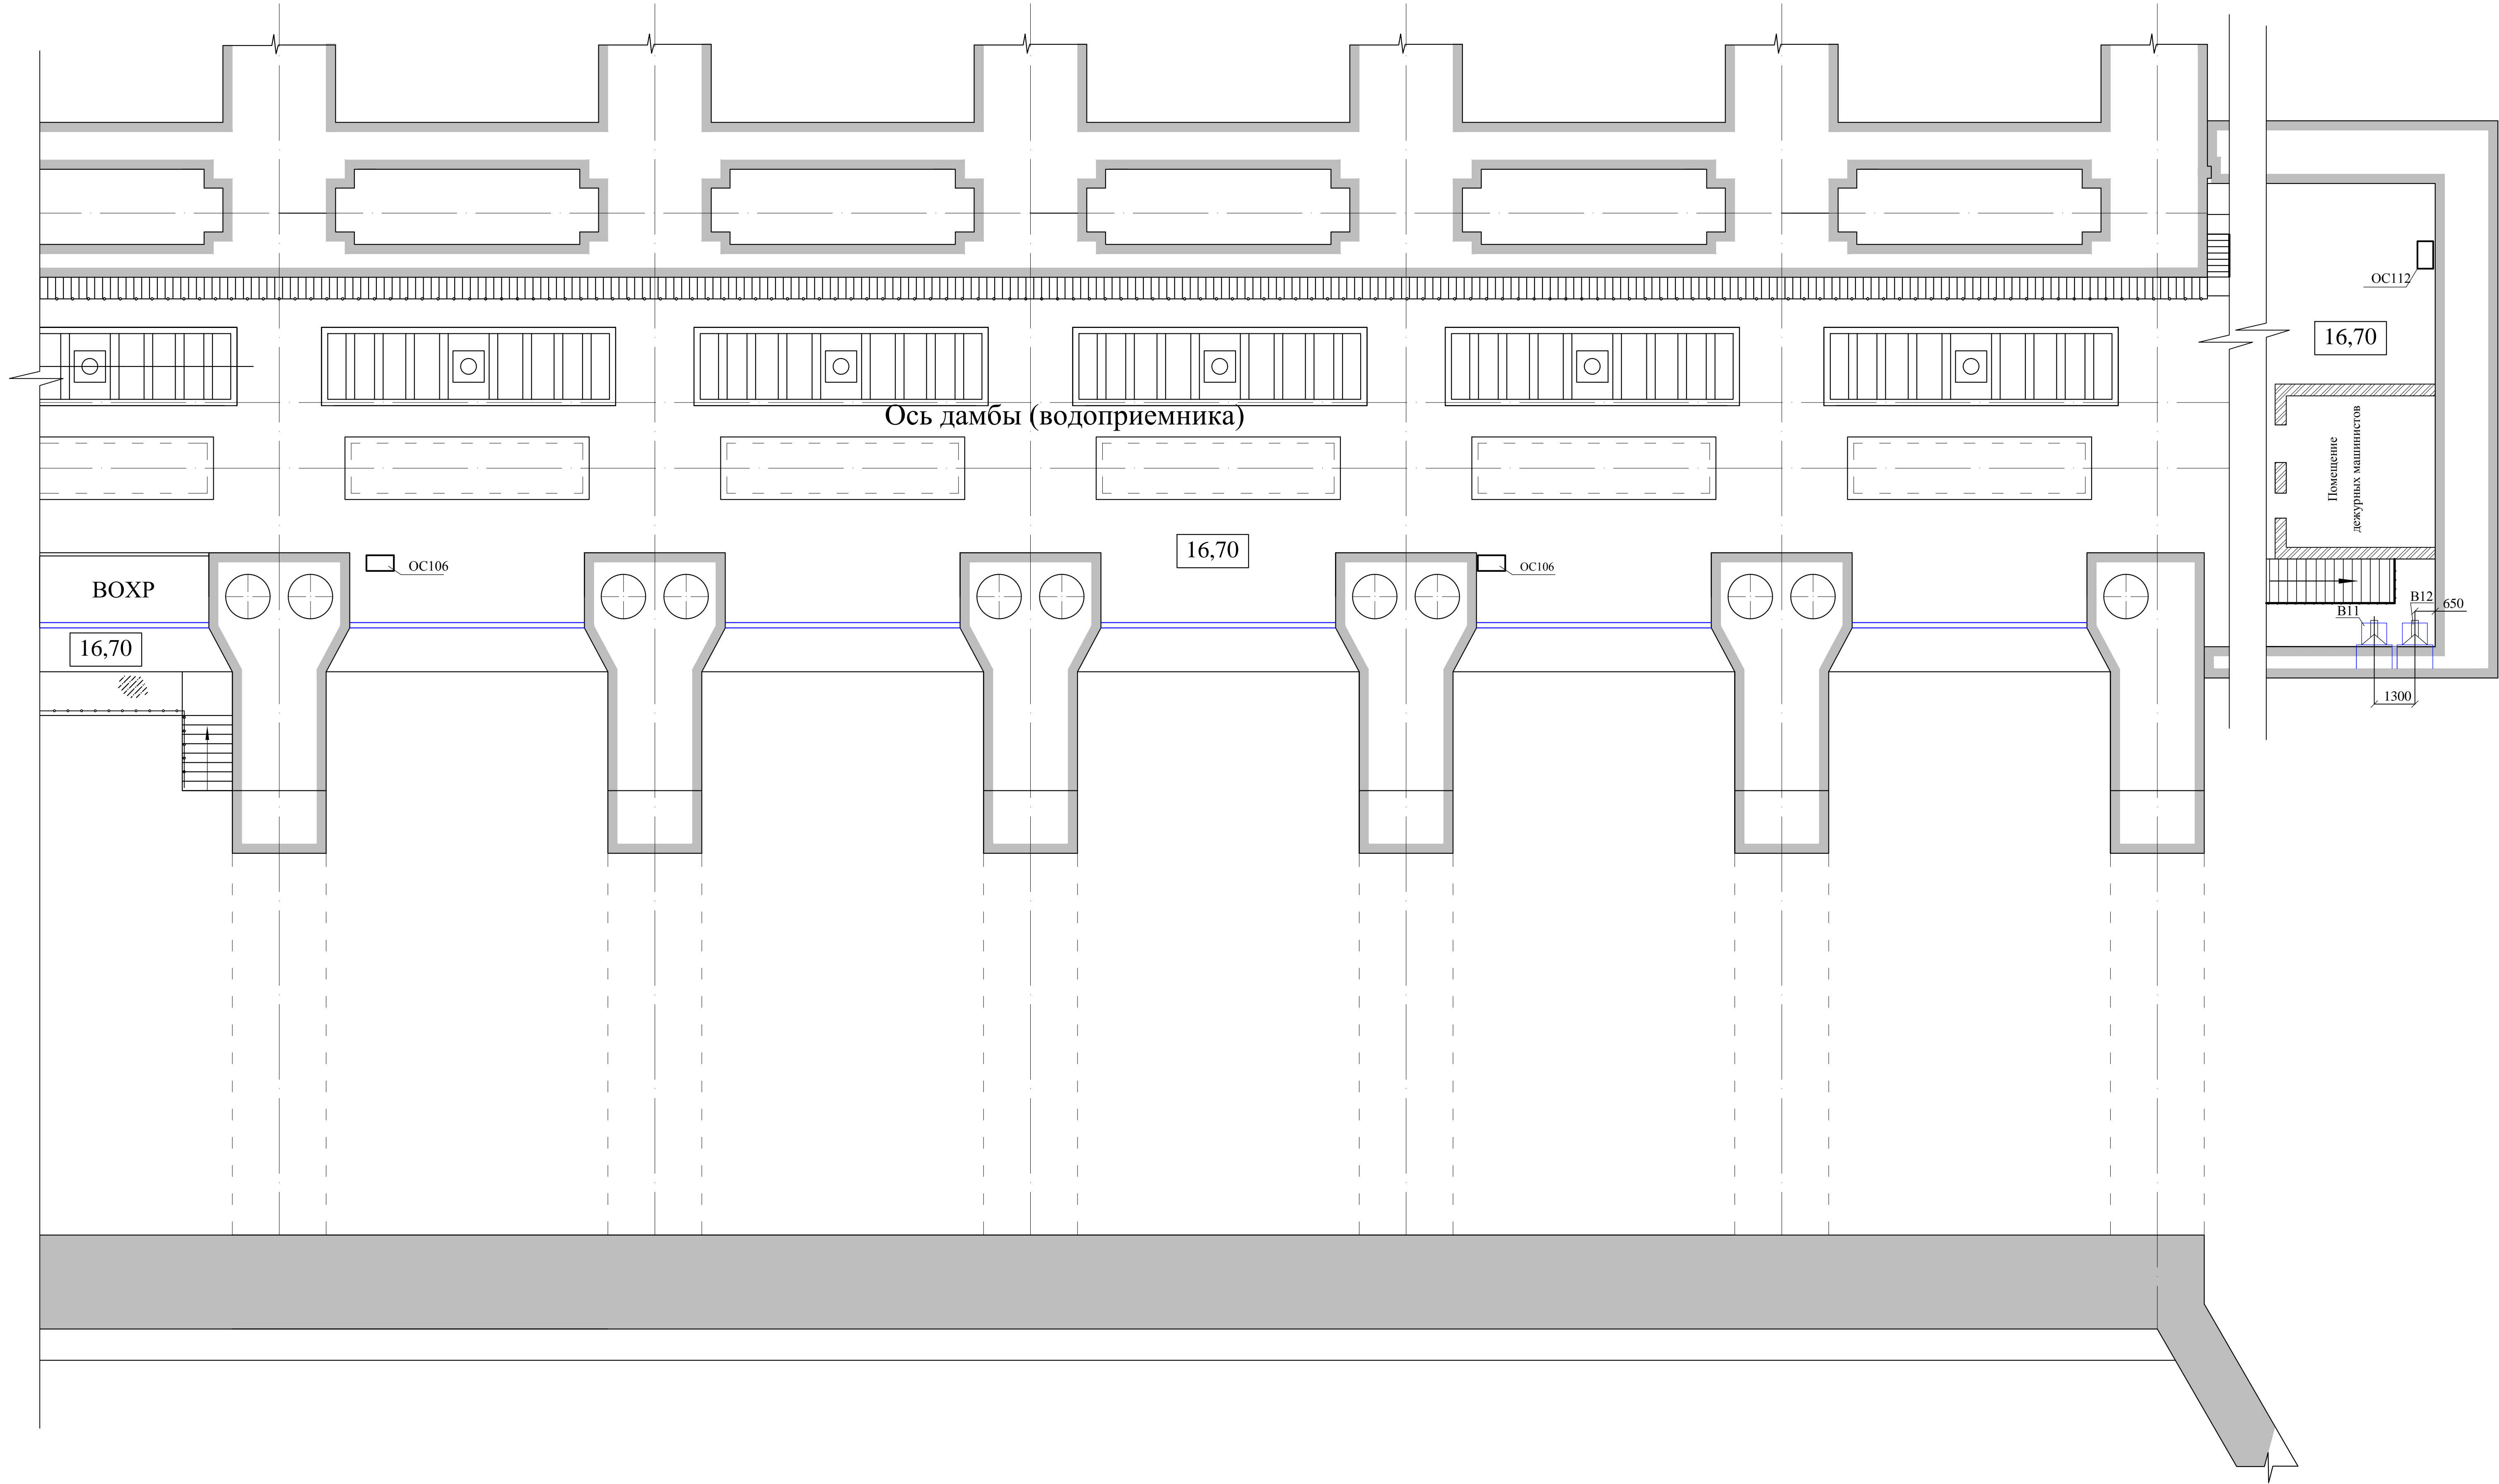 ОС112
16,70
Ось дамбы (водоприемника)
Помещение
дежурных машинистов
16,70
ОС106
ОС106
ВОХР
В12
650
В11
16,70
1300